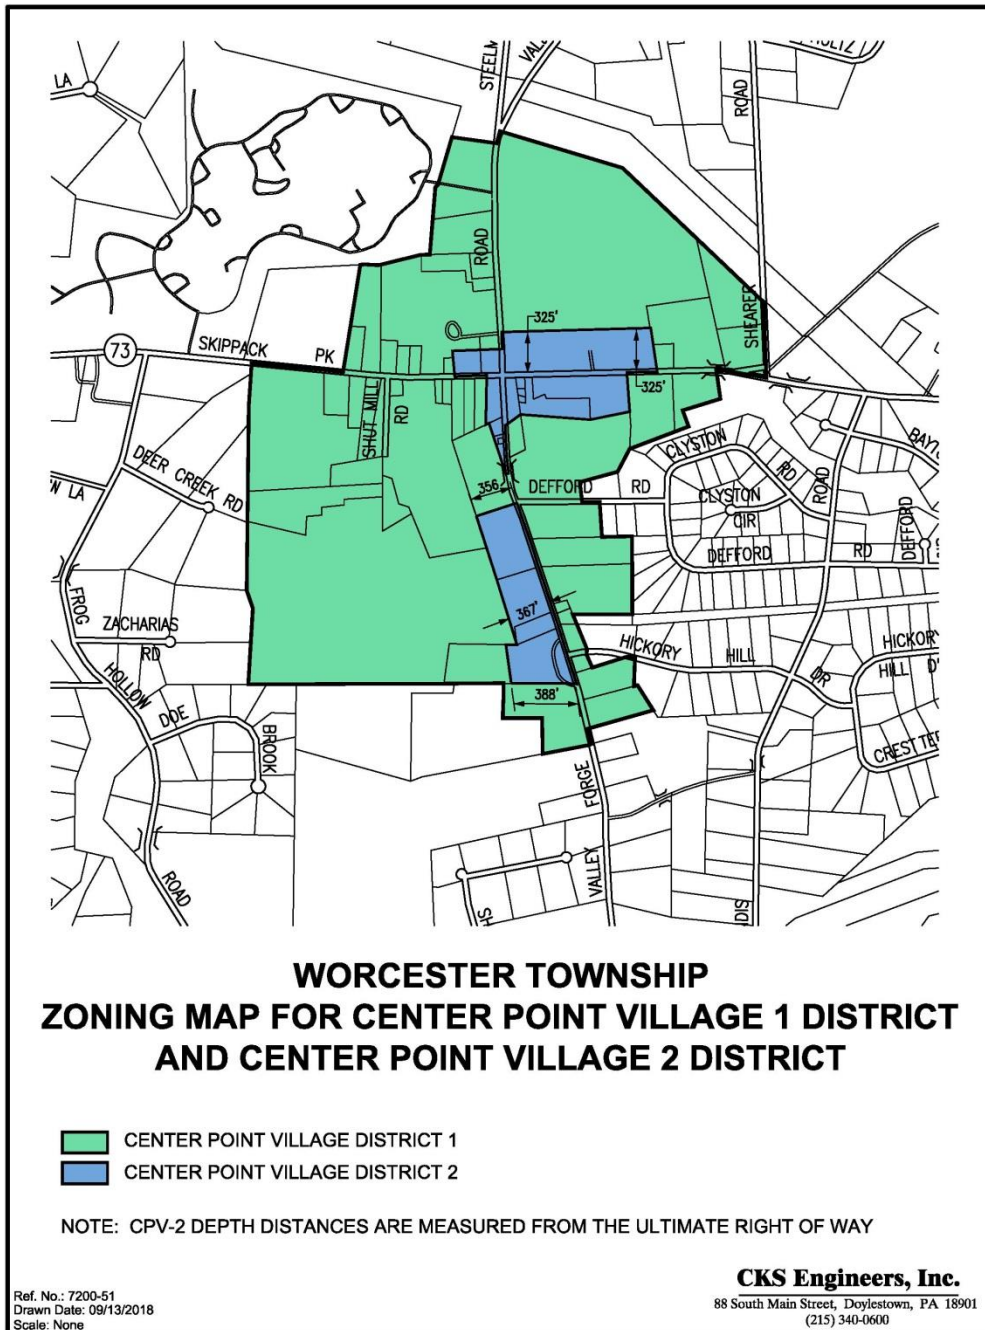 LA
STEELM
VAL
HOLTZ
ROAD
ROAD
SHEARER
325'
325'
SKIPPACK PK
73
SHUT MILL
RD
DEER CREEK RD
W LA
356'
DEFFORD RD
CLYSTON
RD
CLYSTON
CIR
DEFFORD RD
ROAD
DEFFORD
FROG
HOLLOW
ROAD
ZACHARIAS
RD
DOE
BROOK
367'
388'
HICKORY HILL DR
HICKORY
HILL D
CREST TER
VALLEY FORGE
HS
DIS
WORCESTER TOWNSHIP
ZONING MAP FOR CENTER POINT VILLAGE 1 DISTRICT
AND CENTER POINT VILLAGE 2 DISTRICT
CENTER POINT VILLAGE DISTRICT 1
CENTER POINT VILLAGE DISTRICT 2
NOTE: CPV-2 DEPTH DISTANCES ARE MEASURED FROM THE ULTIMATE RIGHT OF WAY
CKS Engineers, Inc.
88 South Main Street, Doylestown, PA 18901
(215) 340-0600
Ref. No.: 7200-51
Drawn Date: 09/13/2018
Scale: None